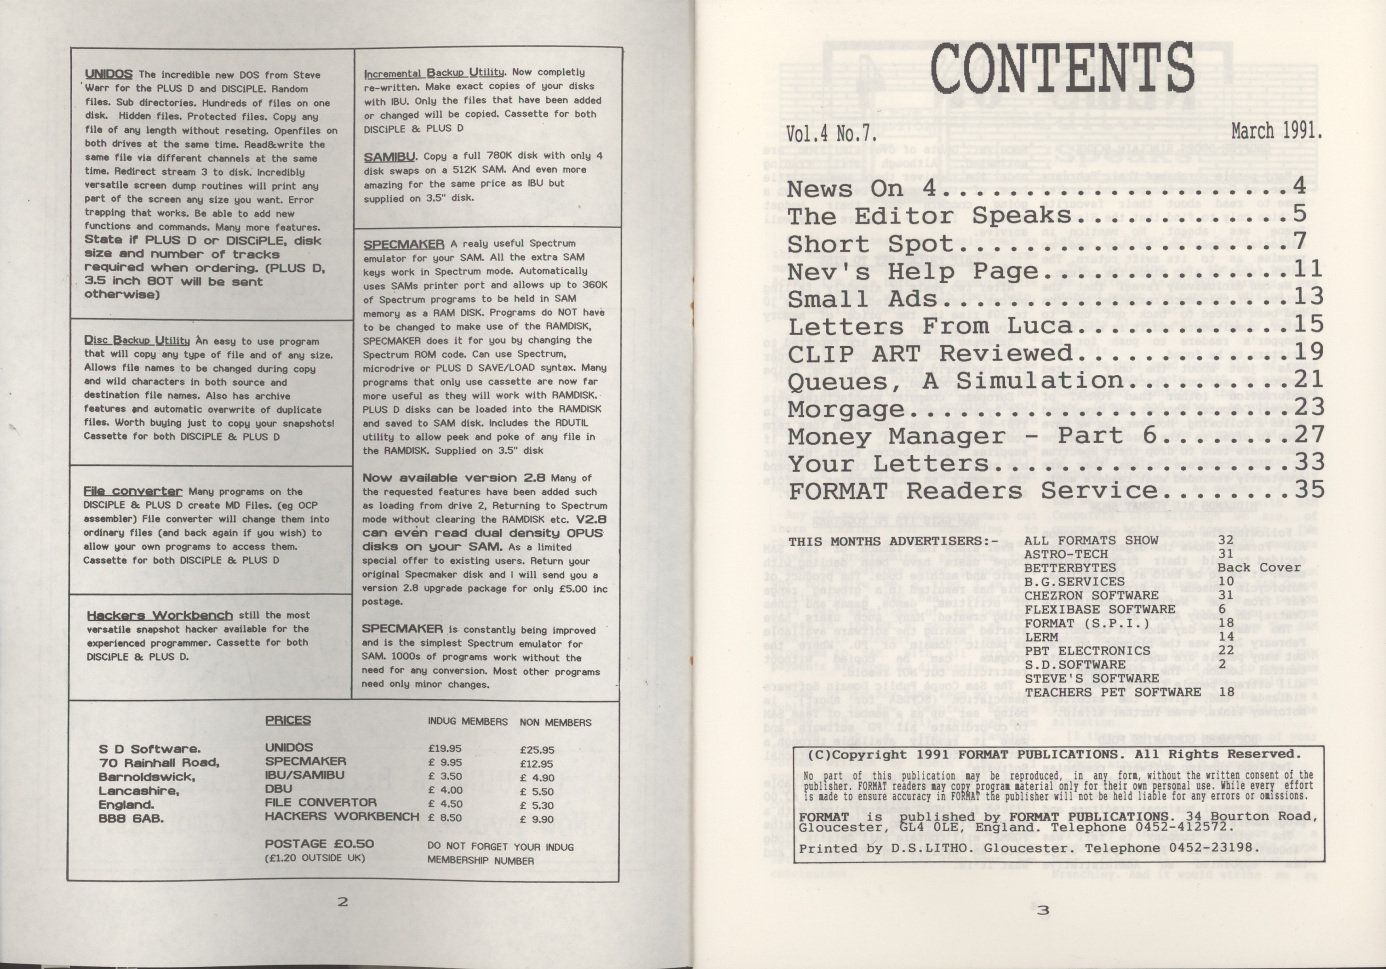 UNIDOS The incredible new DOS from Steve
Warr for the PLUS D and DISCiPLE. Random
files. Sub directories. Hundreds of files on one
disk. Hidden files. Protected files. Copy any
file of any length without reseting. Openfiles on
both drives at the same time. Read&write the
same file via different channels at the same
time. Redirect stream 3 to disk. Incredibly
versatile screen dump routines will print any
part of the screen any size you want. Error
trapping that works. Be able to add new
functions and commands. Many more features.
State if PLUS D or DISCiPLE, disk
size and number of tracks
required when ordering. (PLUS D,
3.5 inch 80T will be sent
otherwise)
Disc Backup Utility An easy to use program
that will copy any type of file and of any size.
Allows file names to be changed during copy
and wild characters in both source and
destination file names. Also has archive
features and automatic overwrite of duplicate
files. Worth buying just to copy your snapshots!
Cassette for both DISCiPLE & PLUS D
File converter Many programs on the
DISCiPLE & PLUS D create MD Files. (eg OCP
assembler) File converter will change them into
ordinary files (and back again if you wish) to
allow your own programs to access them.
Cassette for both DISCiPLE & PLUS D
Hackers Workbench still the most
versatile snapshot hacker available for the
experienced programmer. Cassette for both
DISCiPLE & PLUS D.
Incremental Backup Utility. Now completly
re-written. Make exact copies of your disks
with IBU. Only the files that have been added
or changed will be copied. Cassette for both
DISCiPLE & PLUS D
SAMIBU. Copy a full 780K disk with only 4
disk swaps on a 512K SAM. And even more
amazing for the same price as IBU but
supplied on 3.5" disk.
SPECMAKER A realy useful Spectrum
emulator for your SAM. All the extra SAM
keys work in Spectrum mode. Automatically
uses SAMs printer port and allows up to 360K
of Spectrum programs to be held in SAM
memory as a RAM DISK. Programs do NOT have
to be changed to make use of the RAMDISK,
SPECMAKER does it for you by changing the
Spectrum ROM code. Can use Spectrum,
microdrive or PLUS D SAVE/LOAD syntax. Many
programs that only use cassette are now far
more useful as they will work with RAMDISK.
PLUS D disks can be loaded into the RAMDISK
and saved to SAM disk. Includes the RDUTIL
utility to allow peek and poke of any file in
the RAMDISK. Supplied on 3.5" disk
Now available version 2.8 Many of
the requested features have been added such
as loading from drive 2, Returning to Spectrum
mode without clearing the RAMDISK etc. V2.8
can even read dual density OPUS
disks on your SAM. As a limited
special offer to existing users. Return your
original Specmaker disk and I will send you a
version 2.8 upgrade package for only £5.00 inc
postage.
SPECMAKER is constantly being improved
and is the simplest Spectrum emulator for
SAM. 1000s of programs work without the
need for any conversion. Most other programs
need only minor changes.
S D Software.
70 Rainhall Road,
Barnoldswick,
Lancashire,
England.
BB8 6AB.
PRICES INDUG MEMBERS NON MEMBERS
UNIDOS £19.95 £25.95
SPECMAKER £ 9.95 £12.95
IBU/SAMIBU £ 3.50 £ 4.90
DBU £ 4.00 £ 5.50
FILE CONVERTOR £ 4.50 £ 5.30
HACKERS WORKBENCH £ 8.50 £ 9.90
POSTAGE £0.50 DO NOT FORGET YOUR INDUG
(£1.20 OUTSIDE UK) MEMBERSHIP NUMBER
2
CONTENTS
Vol.4 No.7. March 1991.
News On 4.....................4
The Editor Speaks.............5
Short Spot....................7
Nev's Help Page...............11
Small Ads.....................13
Letters From Luca.............15
CLIP ART Reviewed.............19
Queues, A Simulation..........21
Morgage.......................23
Money Manager - Part 6........27
Your Letters..................33
FORMAT Readers Service........35
THIS MONTHS ADVERTISERS:- ALL FORMATS SHOW 32
ASTRO-TECH 31
BETTERBYTES Back Cover
B.G.SERVICES 10
CHEZRON SOFTWARE 31
FLEXIBASE SOFTWARE 6
FORMAT (S.P.I.) 18
LERM 14
PBT ELECTRONICS 22
S.D.SOFTWARE 2
STEVE'S SOFTWARE
TEACHERS PET SOFTWARE 18
(C)Copyright 1991 FORMAT PUBLICATIONS. All Rights Reserved.
No part of this publication may be reproduced, in any form, without the written consent of the
publisher. FORMAT readers may copy program material only for their own personal use. While every effort
is made to ensure accuracy in FORMAT the publisher will not be held liable for any errors or omissions.
FORMAT is published by FORMAT PUBLICATIONS. 34 Bourton Road,
Gloucester, GL4 0LE, England. Telephone 0452-412572.
Printed by D.S.LITHO. Gloucester. Telephone 0452-23198.
3